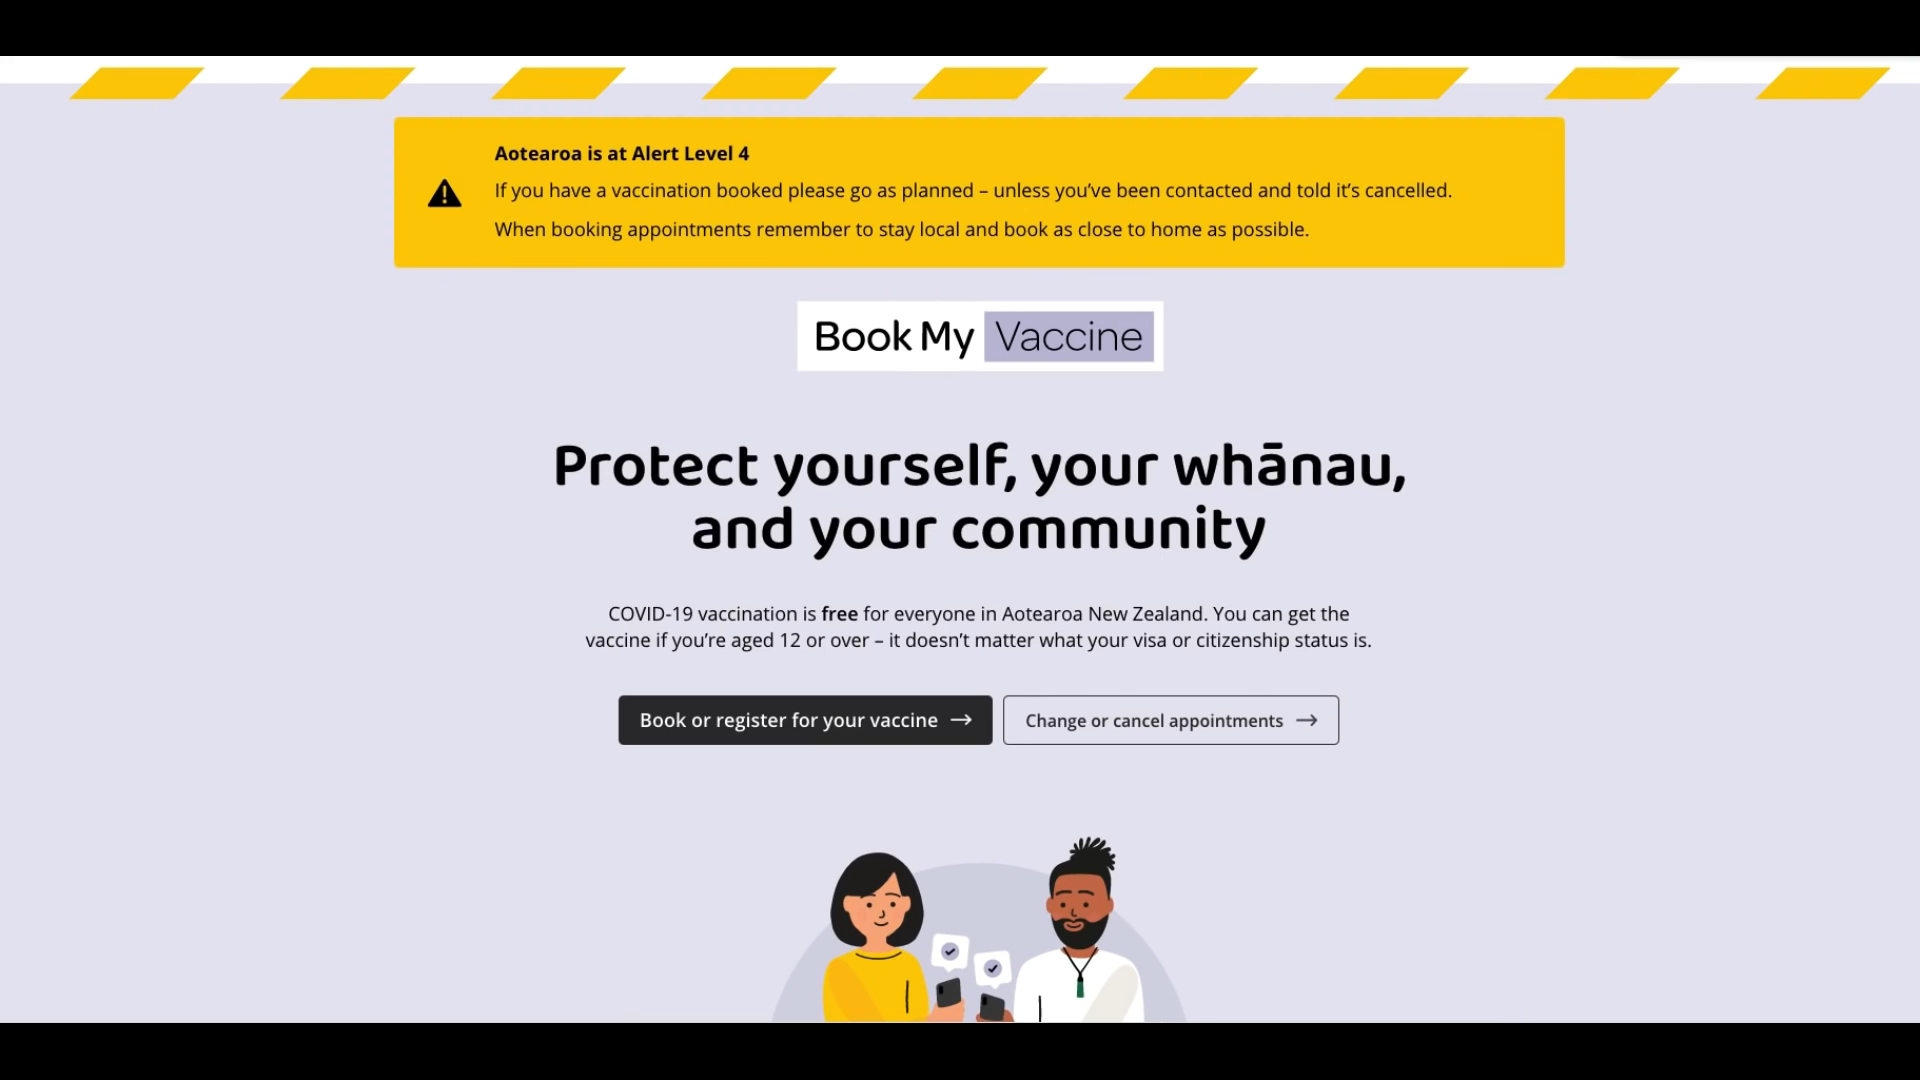 Aotearoa is at Alert Level 4
If you have a vaccination booked please go as planned – unless you’ve been contacted and told it’s cancelled.
When booking appointments remember to stay local and book as close to home as possible.
Book My Vaccine
Protect yourself, your whānau,
and your community
COVID-19 vaccination is free for everyone in Aotearoa New Zealand. You can get the
vaccine if you’re aged 12 or over – it doesn’t matter what your visa or citizenship status is.
Book or register for your vaccine →
Change or cancel appointments →